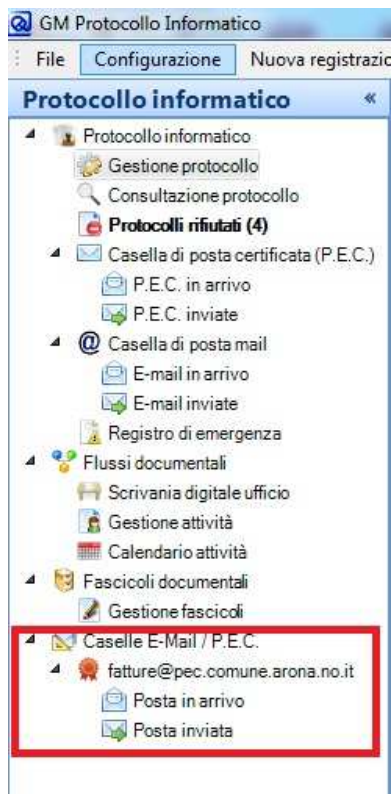 GM Protocollo Informatico
File Configurazione Nuova registrazio
Protocollo informatico «
Protocollo informatico
Gestione protocollo
Consultazione protocollo
Protocolli rifiutati (4)
Casella di posta certificata (P.E.C.)
P.E.C. in arrivo
P.E.C. inviate
@ Casella di posta mail
E-mail in arrivo
E-mail inviate
Registro di emergenza
Flussi documentali
Scrivania digitale ufficio
Gestione attività
Calendario attività
Fascicoli documentali
Gestione fascicoli
Caselle E-Mail / P.E.C.
fatture@pec.comune.arona.no.it
Posta in arrivo
Posta inviata